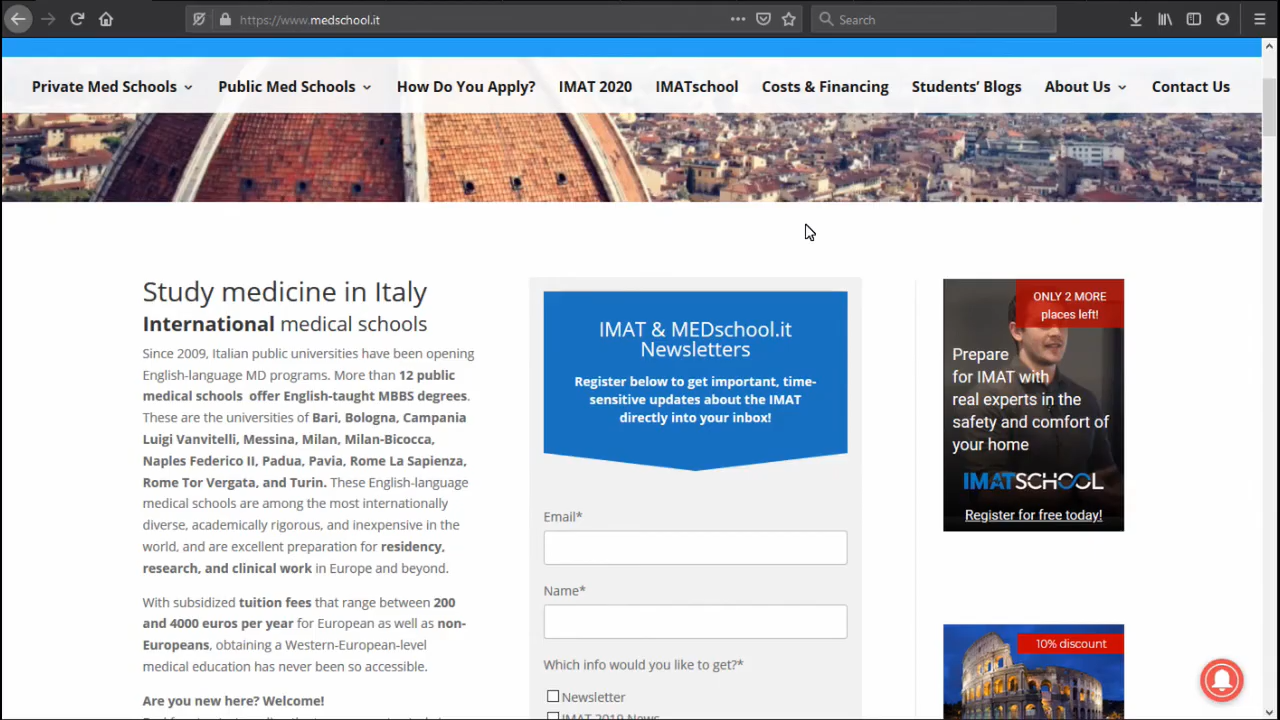 https://www.medschool.it
Search
Private Med Schools
Public Med Schools
How Do You Apply?
IMAT 2020
IMATschool
Costs & Financing
Students’ Blogs
About Us
Contact Us
Study medicine in Italy
International medical schools
Since 2009, Italian public universities have been opening
English-language MD programs. More than 12 public
medical schools offer English-taught MBBS degrees.
These are the universities of Bari, Bologna, Campania
Luigi Vanvitelli, Messina, Milan, Milan-Bicocca,
Naples Federico II, Padua, Pavia, Rome La Sapienza,
Rome Tor Vergata, and Turin. These English-language
medical schools are among the most internationally
diverse, academically rigorous, and inexpensive in the
world, and are excellent preparation for residency,
research, and clinical work in Europe and beyond.
With subsidized tuition fees that range between 200
and 4000 euros per year for European as well as non-
Europeans, obtaining a Western-European-level
medical education has never been so accessible.
Are you new here? Welcome!
IMAT & MEDschool.it
Newsletters
Register below to get important, time-
sensitive updates about the IMAT
directly into your inbox!
Email*
Name*
Which info would you like to get?*
Newsletter
IMAT 2019 News
ONLY 2 MORE
places left!
Prepare
for IMAT with
real experts in the
safety and comfort of
your home
IMATSCHOOL
Register for free today!
10% discount